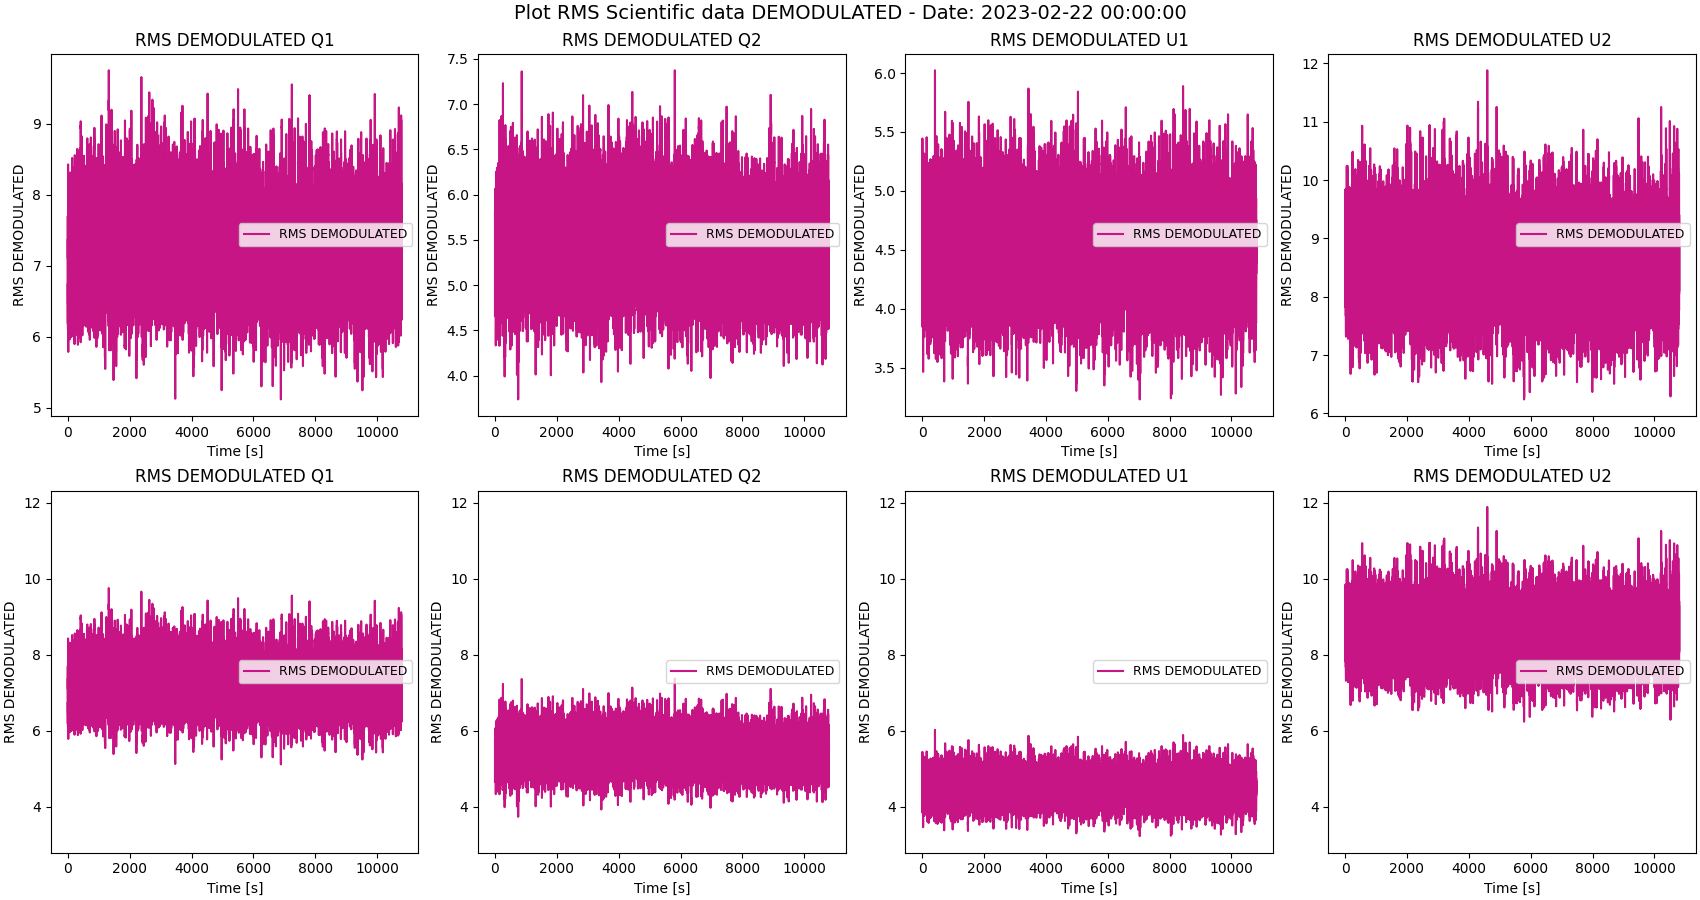 Plot RMS Scientific data DEMODULATED - Date: 2023-02-22 00:00:00
RMS DEMODULATED Q1
RMS DEMODULATED
9
8
7
6
5
RMS DEMODULATED
0 2000 4000 6000 8000 10000
Time [s]
RMS DEMODULATED Q2
RMS DEMODULATED
7.5
7.0
6.5
6.0
5.5
5.0
4.5
4.0
RMS DEMODULATED
0 2000 4000 6000 8000 10000
Time [s]
RMS DEMODULATED U1
RMS DEMODULATED
6.0
5.5
5.0
4.5
4.0
3.5
RMS DEMODULATED
0 2000 4000 6000 8000 10000
Time [s]
RMS DEMODULATED U2
RMS DEMODULATED
12
11
10
9
8
7
6
RMS DEMODULATED
0 2000 4000 6000 8000 10000
Time [s]
RMS DEMODULATED Q1
RMS DEMODULATED
12
10
8
6
4
RMS DEMODULATED
0 2000 4000 6000 8000 10000
Time [s]
RMS DEMODULATED Q2
RMS DEMODULATED
12
10
8
6
4
RMS DEMODULATED
0 2000 4000 6000 8000 10000
Time [s]
RMS DEMODULATED U1
RMS DEMODULATED
12
10
8
6
4
RMS DEMODULATED
0 2000 4000 6000 8000 10000
Time [s]
RMS DEMODULATED U2
RMS DEMODULATED
12
10
8
6
4
RMS DEMODULATED
0 2000 4000 6000 8000 10000
Time [s]